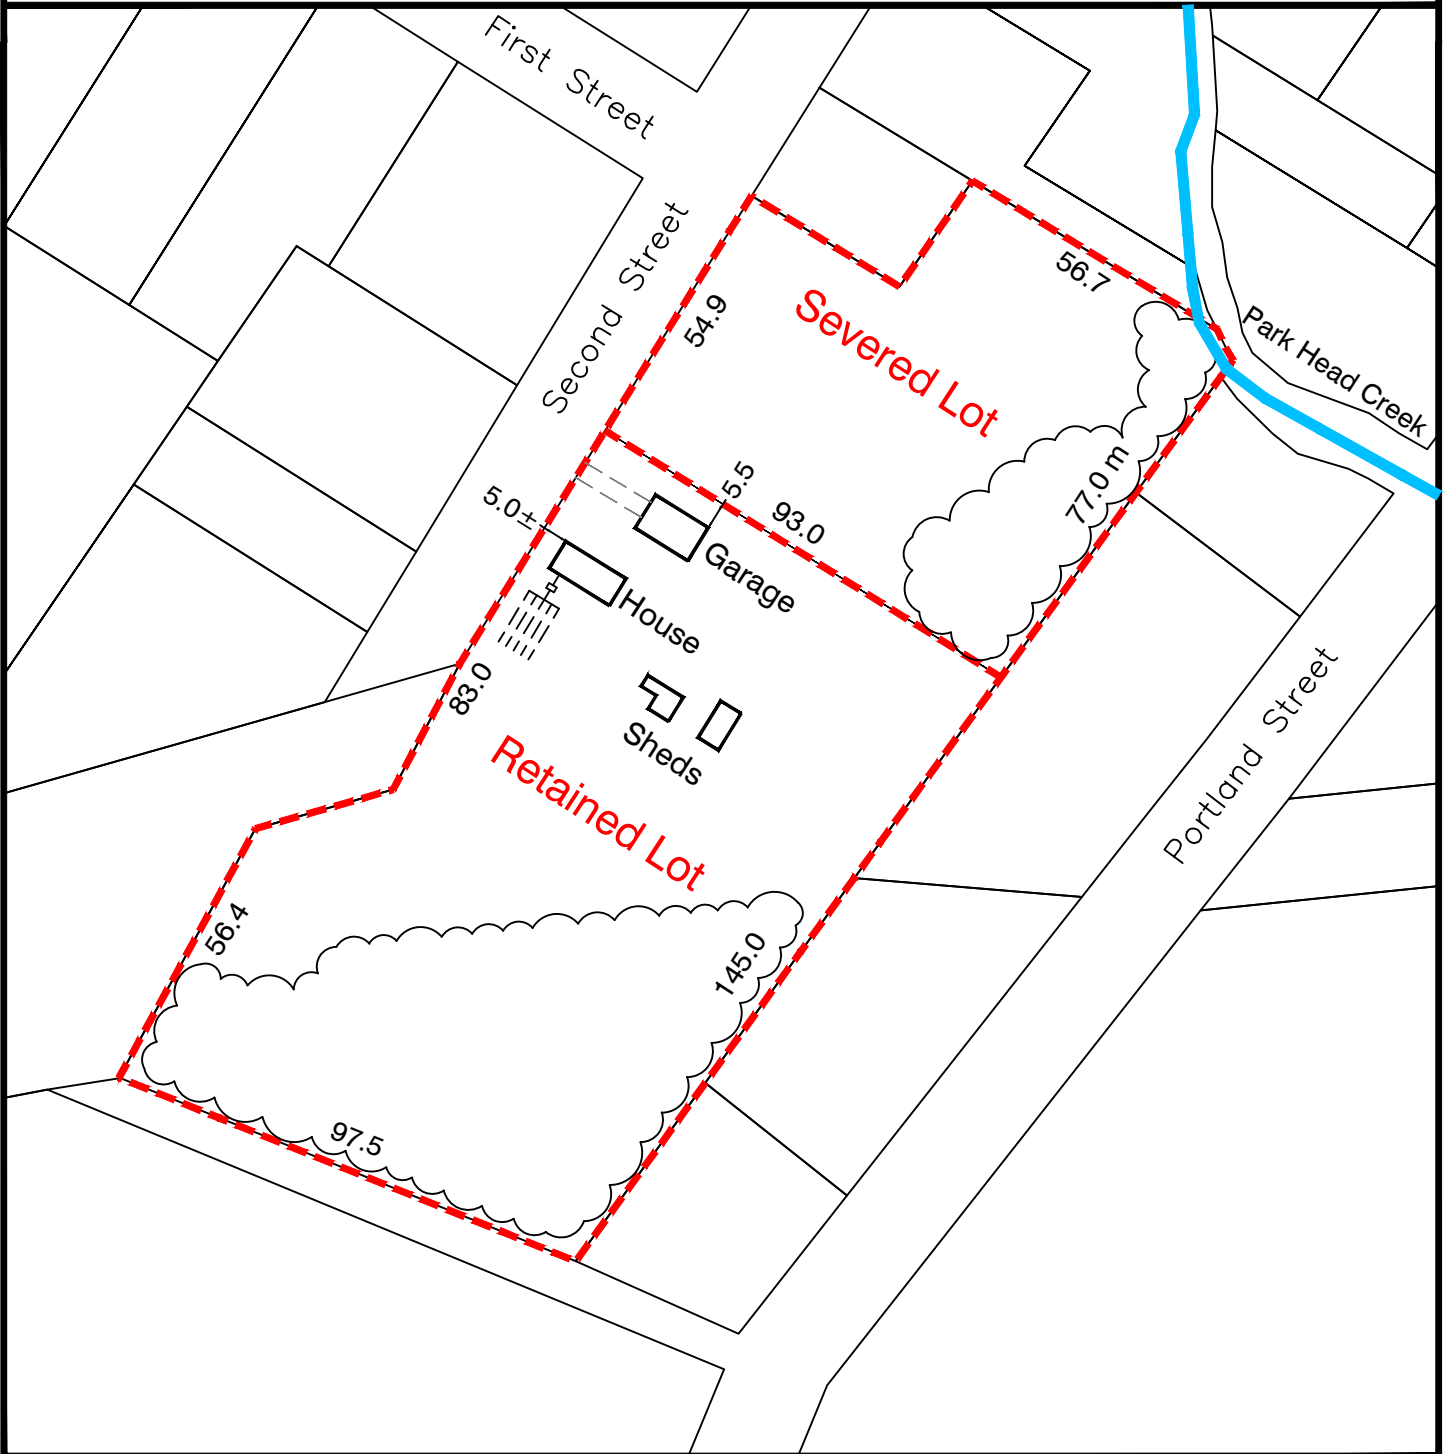 First Street
Second Street
56.7
54.9
Severed Lot
Park Head Creek
77.0 m
5.5
93.0
5.0±
Garage
House
83.0
Sheds
Retained Lot
Portland Street
56.4
145.0
97.5